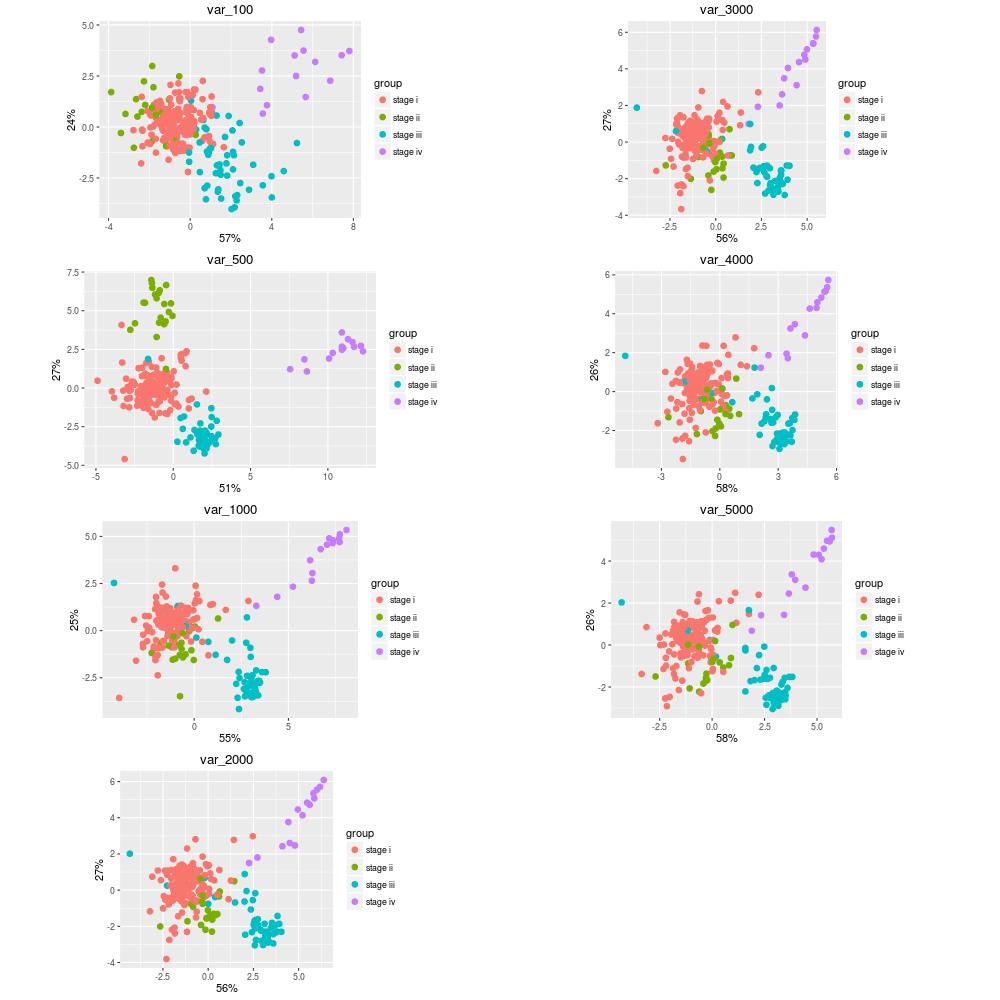 var_100
5.0
2.5
0.0
-2.5
24%
-4
0
4
8
57%
group
stage i
stage ii
stage iii
stage iv
var_3000
6
4
2
0
-2
-4
27%
-2.5
0.0
2.5
5.0
56%
group
stage i
stage ii
stage iii
stage iv
var_500
7.5
5.0
2.5
0.0
-2.5
-5.0
27%
-5
0
5
10
51%
group
stage i
stage ii
stage iii
stage iv
var_4000
6
4
2
0
-2
26%
-3
0
3
6
58%
group
stage i
stage ii
stage iii
stage iv
var_1000
5.0
2.5
0.0
-2.5
25%
0
5
55%
group
stage i
stage ii
stage iii
stage iv
var_5000
4
2
0
-2
26%
-2.5
0.0
2.5
5.0
58%
group
stage i
stage ii
stage iii
stage iv
var_2000
6
4
2
0
-2
-4
27%
-2.5
0.0
2.5
5.0
56%
group
stage i
stage ii
stage iii
stage iv